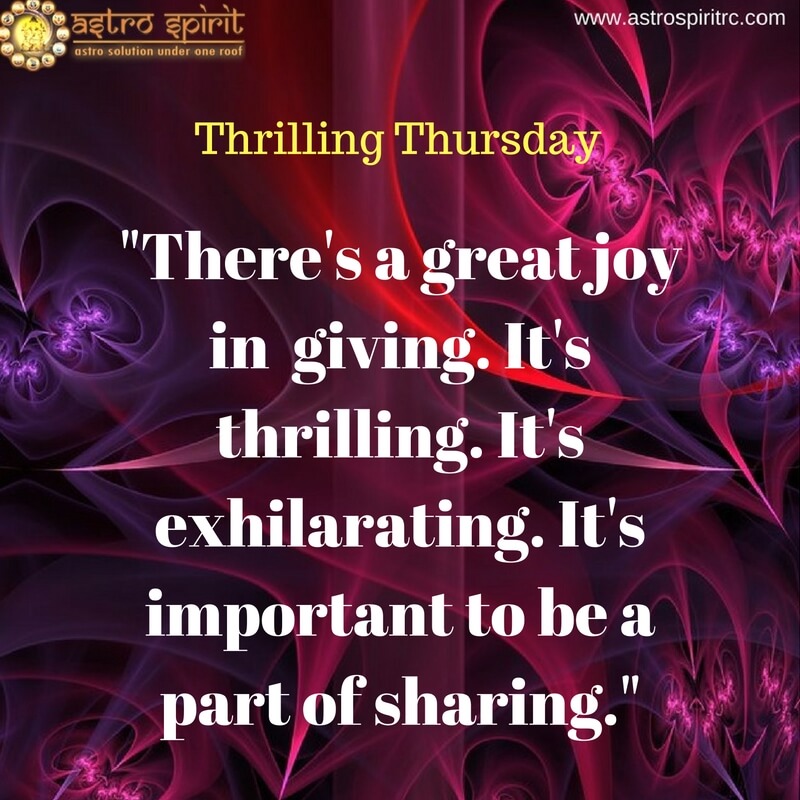 astro spirit
astro solution under one roof
www.astrospiritrc.com
Thrilling Thursday
"There's a great joy
in giving. It's
thrilling. It's
exhilarating. It's
important to be a
part of sharing."